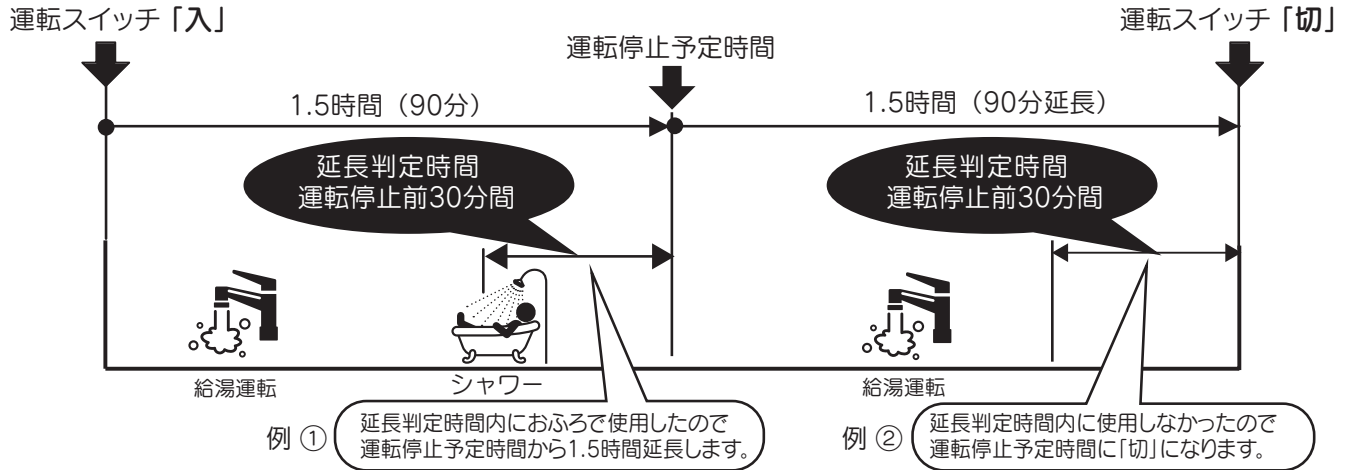 運転スイッチ「入」
運転停止予定時間
運転スイッチ「切」
1.5時間（90分）
1.5時間（90分延長）
延長判定時間
運転停止前30分間
延長判定時間
運転停止前30分間
給湯運転
シャワー
給湯運転
例 ①
延長判定時間内におふろで使用したので
運転停止予定時間から1.5時間延長します。
例 ②
延長判定時間内に使用しなかったので
運転停止予定時間に「切」になります。